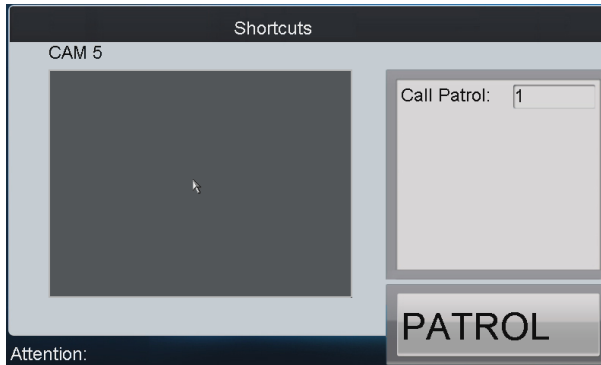 Shortcuts
CAM 5
Call Patrol: 1
PATROL
Attention: